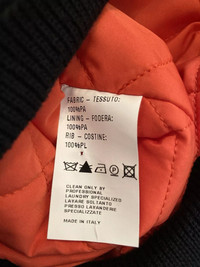 FABRIC - TESSUTO:
100%PA
LINING - FODERA:
100%PA
RIB - COSTINE:
100%PL
CLEAN ONLY BY
PROFESSIONAL
LAUNDRY SPECIALIZED
LAVARE SOLTANTO
PRESSO LAVANDERIE
SPECIALIZZATE
MADE IN ITALY